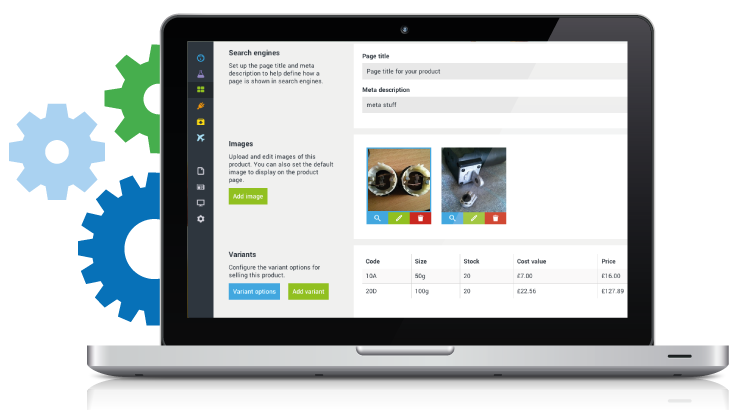 Search engines
Set up the page title and meta
description to help define how a
page is shown in search engines.
Page title
Page title for your product
Meta description
meta stuff
Images
Upload and edit images of this
product. You can also set the default
image to display on the product
page.
Add image
Variants
Configure the variant options for
selling this product.
Variant options
Add variant
Code Size Stock Cost value Price
10A 50g 20 £7.00 £16.00
20D 100g 20 £22.56 £127.89